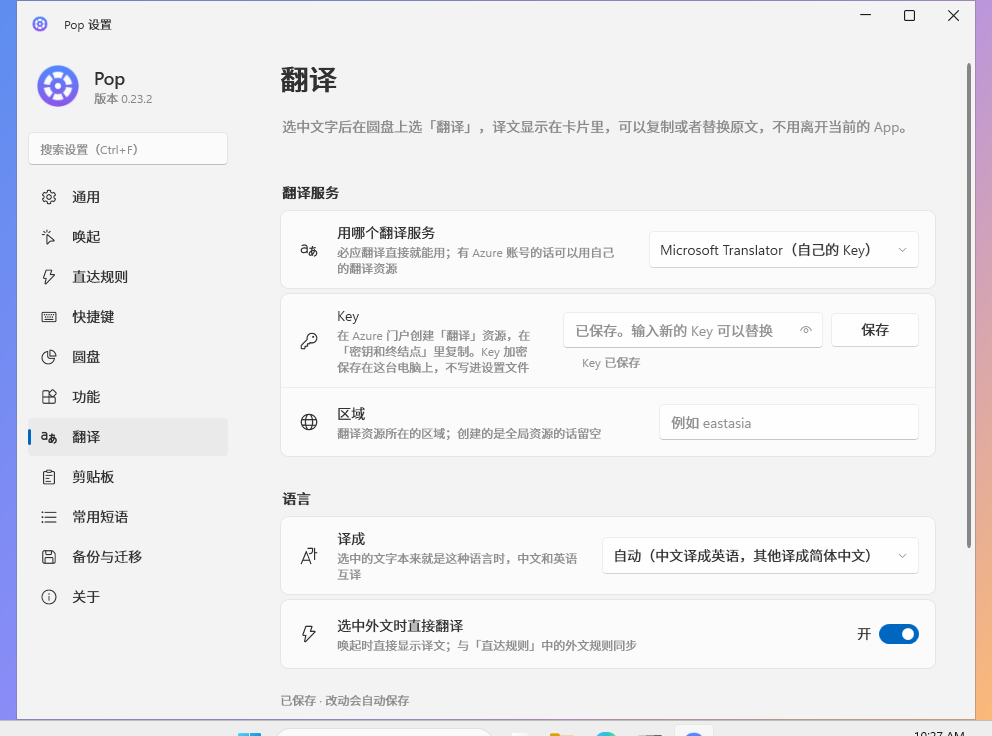 Pop 设置
Pop
版本 0.23.2
搜索设置（Ctrl+F）
通用
唤起
直达规则
快捷键
圆盘
功能
翻译
剪贴板
常用短语
备份与迁移
关于
翻译
选中文字后在圆盘上选「翻译」，译文显示在卡片里，可以复制或者替换原文，不用离开当前的 App。
翻译服务
用哪个翻译服务
必应翻译直接就能用；有 Azure 账号的话可以用自己
的翻译资源
Microsoft Translator（自己的 Key）
Key
在 Azure 门户创建「翻译」资源，在
「密钥和终结点」里复制。Key 加密
保存在这台电脑上，不写进设置文件
已保存。输入新的 Key 可以替换
保存
Key 已保存
区域
翻译资源所在的区域；创建的是全局资源的话留空
例如 eastasia
语言
译成
选中的文字本来就是这种语言时，中文和英语
互译
自动（中文译成英语，其他译成简体中文）
选中外文时直接翻译
唤起时直接显示译文；与「直达规则」中的外文规则同步
开
已保存 · 改动会自动保存
10:27 AM